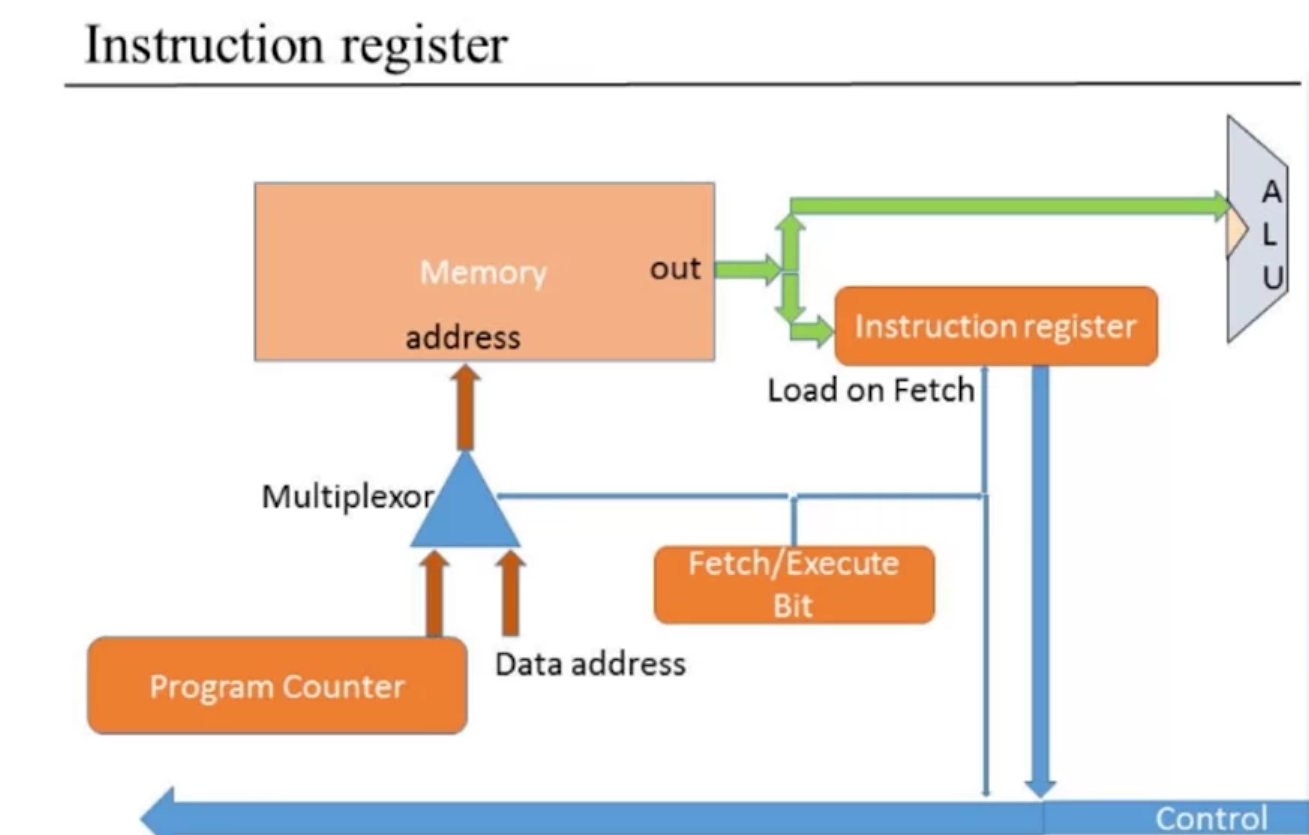 Instruction register
A
L
U
Memory
out
address
Instruction register
Load on Fetch
Multiplexor
Fetch/Execute
Bit
Data address
Program Counter
Control